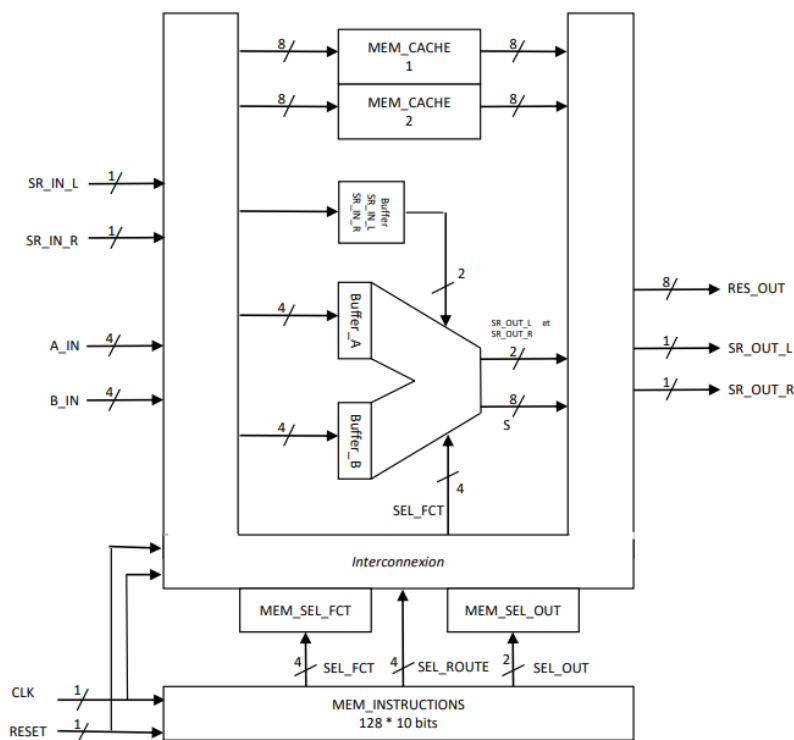 8
MEM_CACHE
1
8
8
MEM_CACHE
2
8
SR_IN_L
1
Buffer
SR_IN_L
SR_IN_R
SR_IN_R
1
2
8
RES_OUT
4
Buffer_A
SR_OUT_L et
SR_OUT_R
2
1
SR_OUT_L
A_IN
4
1
SR_OUT_R
B_IN
4
8
S
4
Buffer_B
4
SEL_FCT
Interconnexion
MEM_SEL_FCT
MEM_SEL_OUT
4
SEL_FCT
4
SEL_ROUTE
2
SEL_OUT
CLK
1
MEM_INSTRUCTIONS
128 * 10 bits
RESET
1